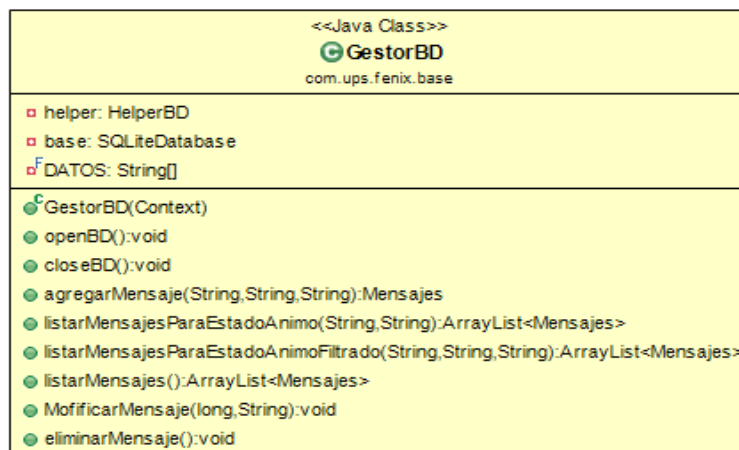 <<Java Class>>
GestorBD
com.ups.fenix.base
helper: HelperBD
base: SQLiteDatabase
DATOS: String[]
GestorBD(Context)
openBD():void
closeBD():void
agregarMensaje(String,String,String):Mensajes
listarMensajesParaEstadoAnimo(String,String):ArrayList<Mensajes>
listarMensajesParaEstadoAnimoFiltrado(String,String,String):ArrayList<Mensajes>
listarMensajes():ArrayList<Mensajes>
MofificarMensaje(long,String):void
eliminarMensaje():void